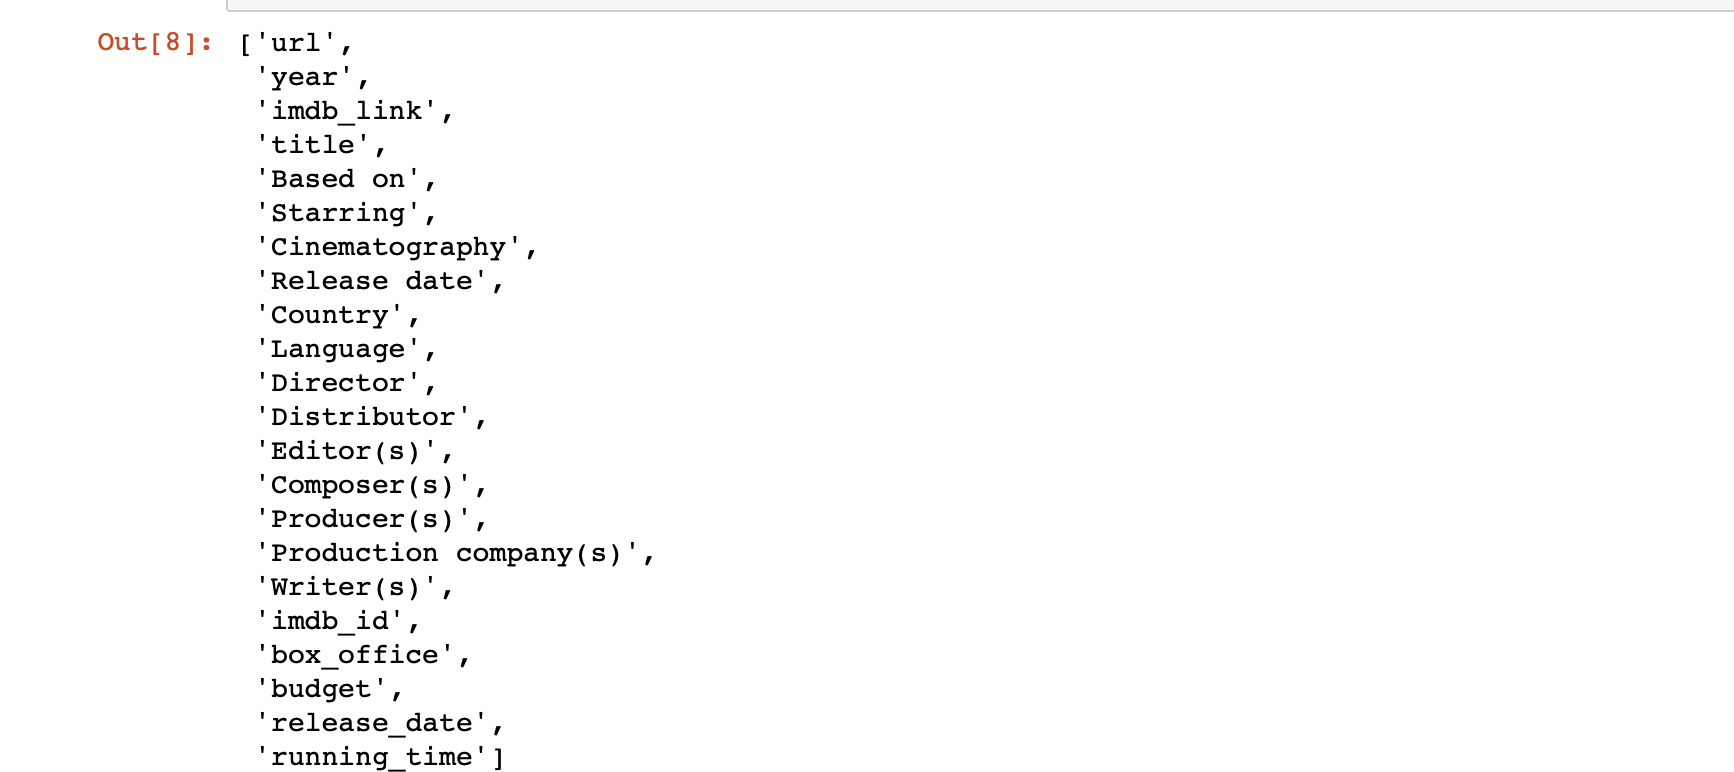 Out[8]: ['url',
'year',
'imdb_link',
'title',
'Based on',
'Starring',
'Cinematography',
'Release date',
'Country',
'Language',
'Director',
'Distributor',
'Editor(s)',
'Composer(s)',
'Producer(s)',
'Production company(s)',
'Writer(s)',
'imdb_id',
'box_office',
'budget',
'release_date',
'running_time']